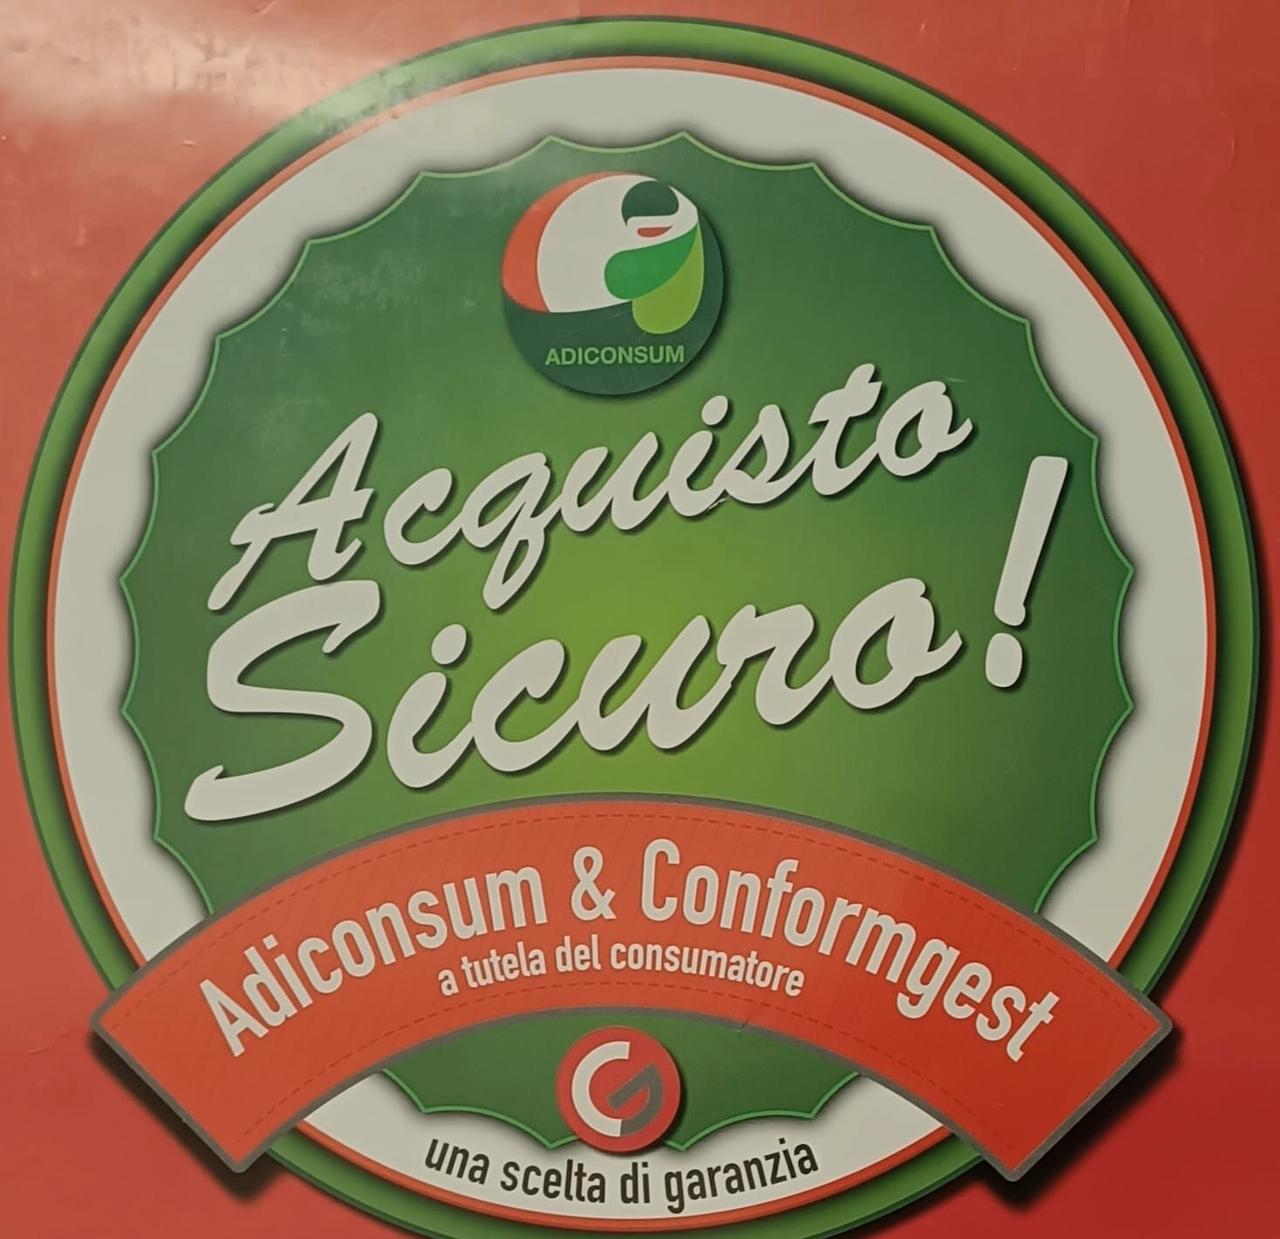 ADICONSUM
Acquisto
Sicuro!
Adiconsum & Conformgest
a tutela del consumatore
una scelta di garanzia